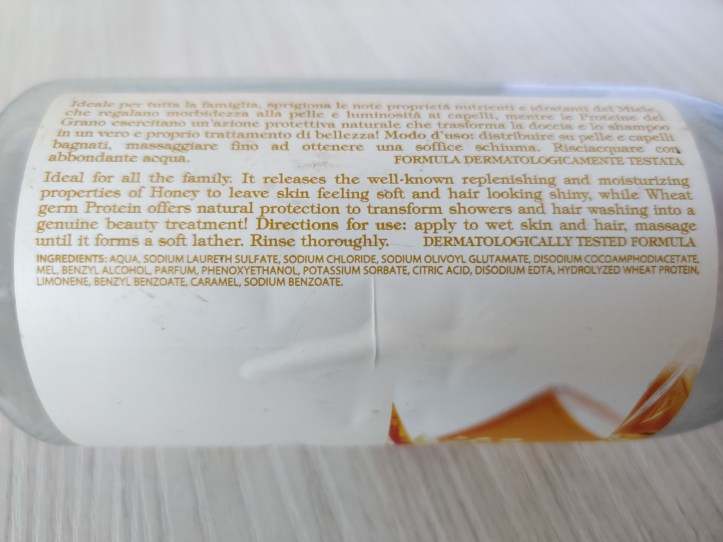 Ideale per tutta la famiglia, sprigiona le note proprietà nutrienti e idratanti del Miele,
che regalano morbidezza alla pelle e luminosità ai capelli, mentre le Proteine del
Grano esercitano un'azione protettiva naturale che trasforma la doccia e lo shampoo
in un vero e proprio trattamento di bellezza! Modo d'uso: distribuire su pelle e capelli
bagnati, massaggiare fino ad ottenere una soffice schiuma. Risciacquare con
abbondante acqua. FORMULA DERMATOLOGICAMENTE TESTATA
Ideal for all the family. It releases the well-known replenishing and moisturizing
properties of Honey to leave skin feeling soft and hair looking shiny, while Wheat
germ Protein offers natural protection to transform showers and hair washing into a
genuine beauty treatment! Directions for use: apply to wet skin and hair, massage
until it forms a soft lather. Rinse thoroughly. DERMATOLOGICALLY TESTED FORMULA
INGREDIENTS: AQUA, SODIUM LAURETH SULFATE, SODIUM CHLORIDE, SODIUM OLIVOYL GLUTAMATE, DISODIUM COCOAMPHODIACETATE,
MEL, BENZYL ALCOHOL, PARFUM, PHENOXYETHANOL, POTASSIUM SORBATE, CITRIC ACID, DISODIUM EDTA, HYDROLYZED WHEAT PROTEIN,
LIMONENE, BENZYL BENZOATE, CARAMEL, SODIUM BENZOATE.